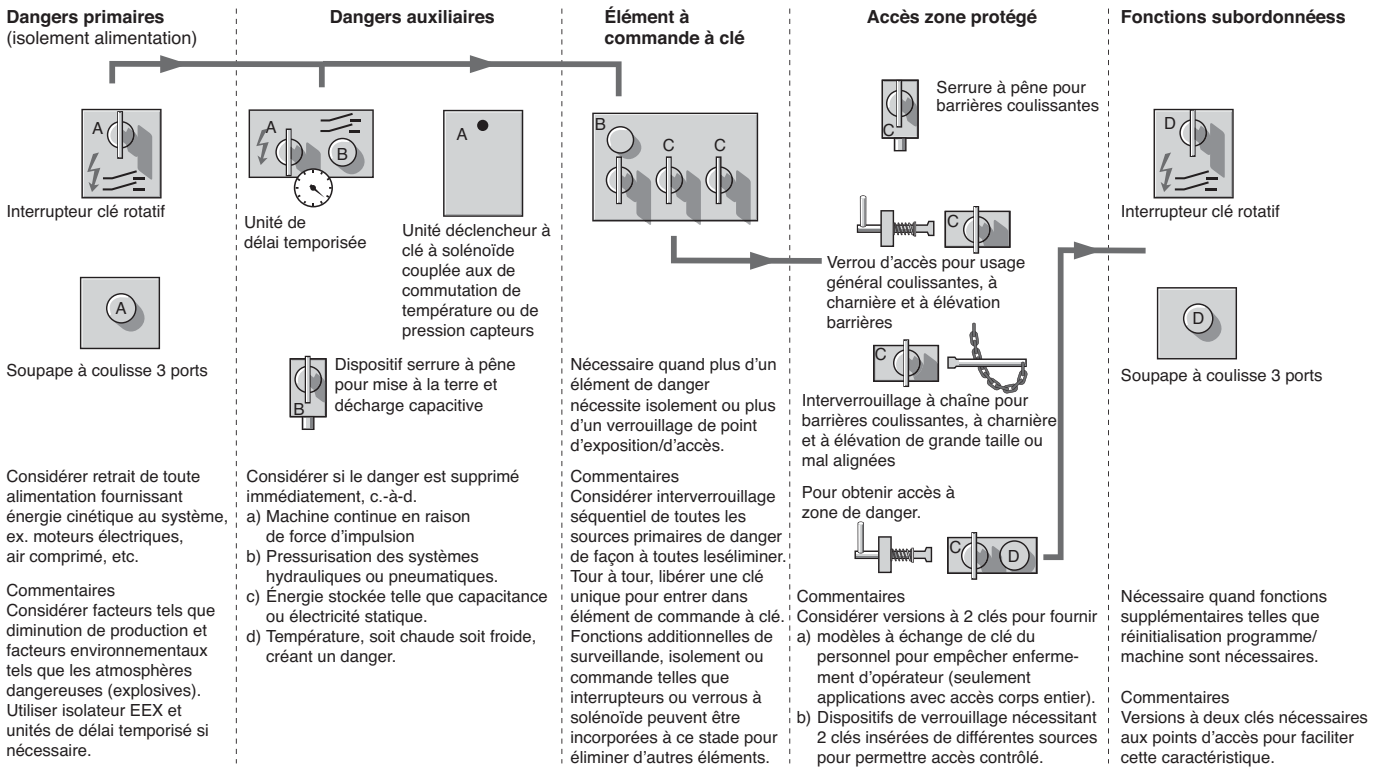 Dangers primaires
(isolement alimentation)
A
Interrupteur clé rotatif
A
Soupape à coulisse 3 ports
Considérer retrait de toute
alimentation fournissant
énergie cinétique au système,
ex. moteurs électriques,
air comprimé, etc.
Commentaires
Considérer facteurs tels que
diminution de production et
facteurs environnementaux
tels que les atmosphères
dangereuses (explosives).
Utiliser isolateur EEX et
unités de délai temporisé si
nécessaire.
Dangers auxiliaires
A
B
Unité de
délai temporisée
A
Unité déclencheur à
clé à solénoïde
couplée aux de
commutation de
température ou de
pression capteurs
B
Dispositif serrure à pêne
pour mise à la terre et
décharge capacitive
Considérer si le danger est supprimé
immédiatement, c.-à-d.
a) Machine continue en raison
de force d'impulsion
b) Pressurisation des systèmes
hydrauliques ou pneumatiques.
c) Énergie stockée telle que capacitance
ou électricité statique.
d) Température, soit chaude soit froide,
créant un danger.
Élément à
commande à clé
B
C
C
Nécessaire quand plus d'un
élément de danger
nécessite isolement ou plus
d'un verrouillage de point
d'exposition/d'accès.
Commentaires
Considérer interverrouillage
séquentiel de toutes les
sources primaires de danger
de façon à toutes leséliminer.
Tour à tour, libérer une clé
unique pour entrer dans
élément de commande à clé.
Fonctions additionnelles de
surveillande, isolement ou
commande telles que
interrupteurs ou verrous à
solénoïde peuvent être
incorporées à ce stade pour
éliminer d'autres éléments.
Accès zone protégé
C
Serrure à pêne pour
barrières coulissantes
C
Verrou d'accès pour usage
général coulissantes, à
charnière et à élévation
barrières
C
Interverrouillage à chaîne pour
barrières coulissantes, à charnière
et à élévation de grande taille ou
mal alignées
Pour obtenir accès à
zone de danger.
C
D
Commentaires
Considérer versions à 2 clés pour fournir
a) modèles à échange de clé du
personnel pour empêcher enferme-
ment d'opérateur (seulement
applications avec accès corps entier).
b) Dispositifs de verrouillage nécessitant
2 clés insérées de différentes sources
pour permettre accès contrôlé.
Fonctions subordonnéess
D
Interrupteur clé rotatif
D
Soupape à coulisse 3 ports
Nécessaire quand fonctions
supplémentaires telles que
réinitialisation programme/
machine sont nécessaires.
Commentaires
Versions à deux clés nécessaires
aux points d'accès pour faciliter
cette caractéristique.